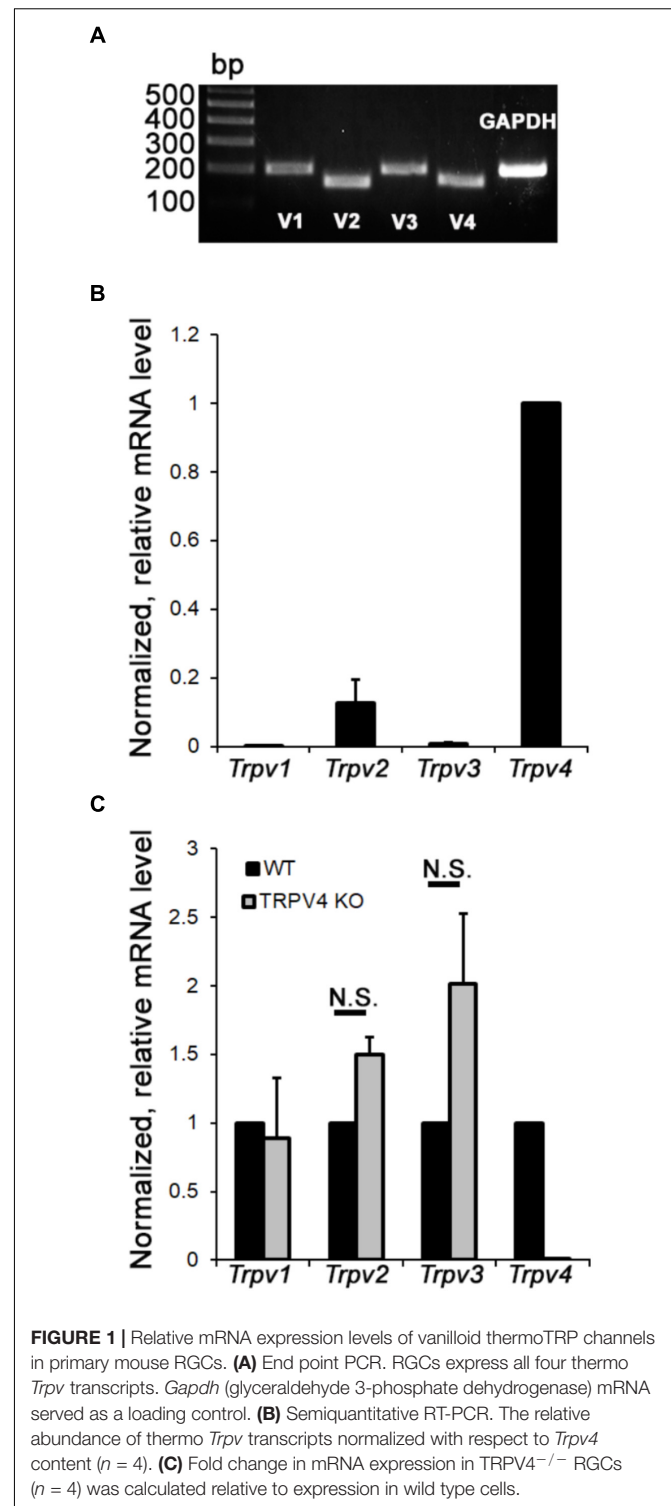 A
bp
500
400
300
200
100
GAPDH
V1 V2 V3 V4
B
Normalized, relative mRNA level
1.2
1
0.8
0.6
0.4
0.2
0
Trpv1 Trpv2 Trpv3 Trpv4
C
Normalized, relative mRNA level
3
2.5
2
1.5
1
0.5
0
WT
TRPV4 KO
N.S.
N.S.
Trpv1 Trpv2 Trpv3 Trpv4
FIGURE 1 | Relative mRNA expression levels of vanilloid thermoTRP channels
in primary mouse RGCs. (A) End point PCR. RGCs express all four thermo
Trpv transcripts. Gapdh (glyceraldehyde 3-phosphate dehydrogenase) mRNA
served as a loading control. (B) Semiquantitative RT-PCR. The relative
abundance of thermo Trpv transcripts normalized with respect to Trpv4
content (n = 4). (C) Fold change in mRNA expression in TRPV4−/− RGCs
(n = 4) was calculated relative to expression in wild type cells.